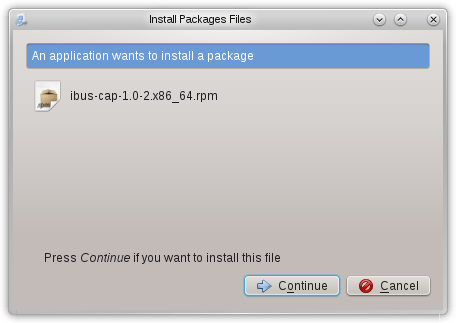 Install Packages Files
An application wants to install a package
ibus-cap-1.0-2.x86_64.rpm
Press Continue if you want to install this file
Continue
Cancel